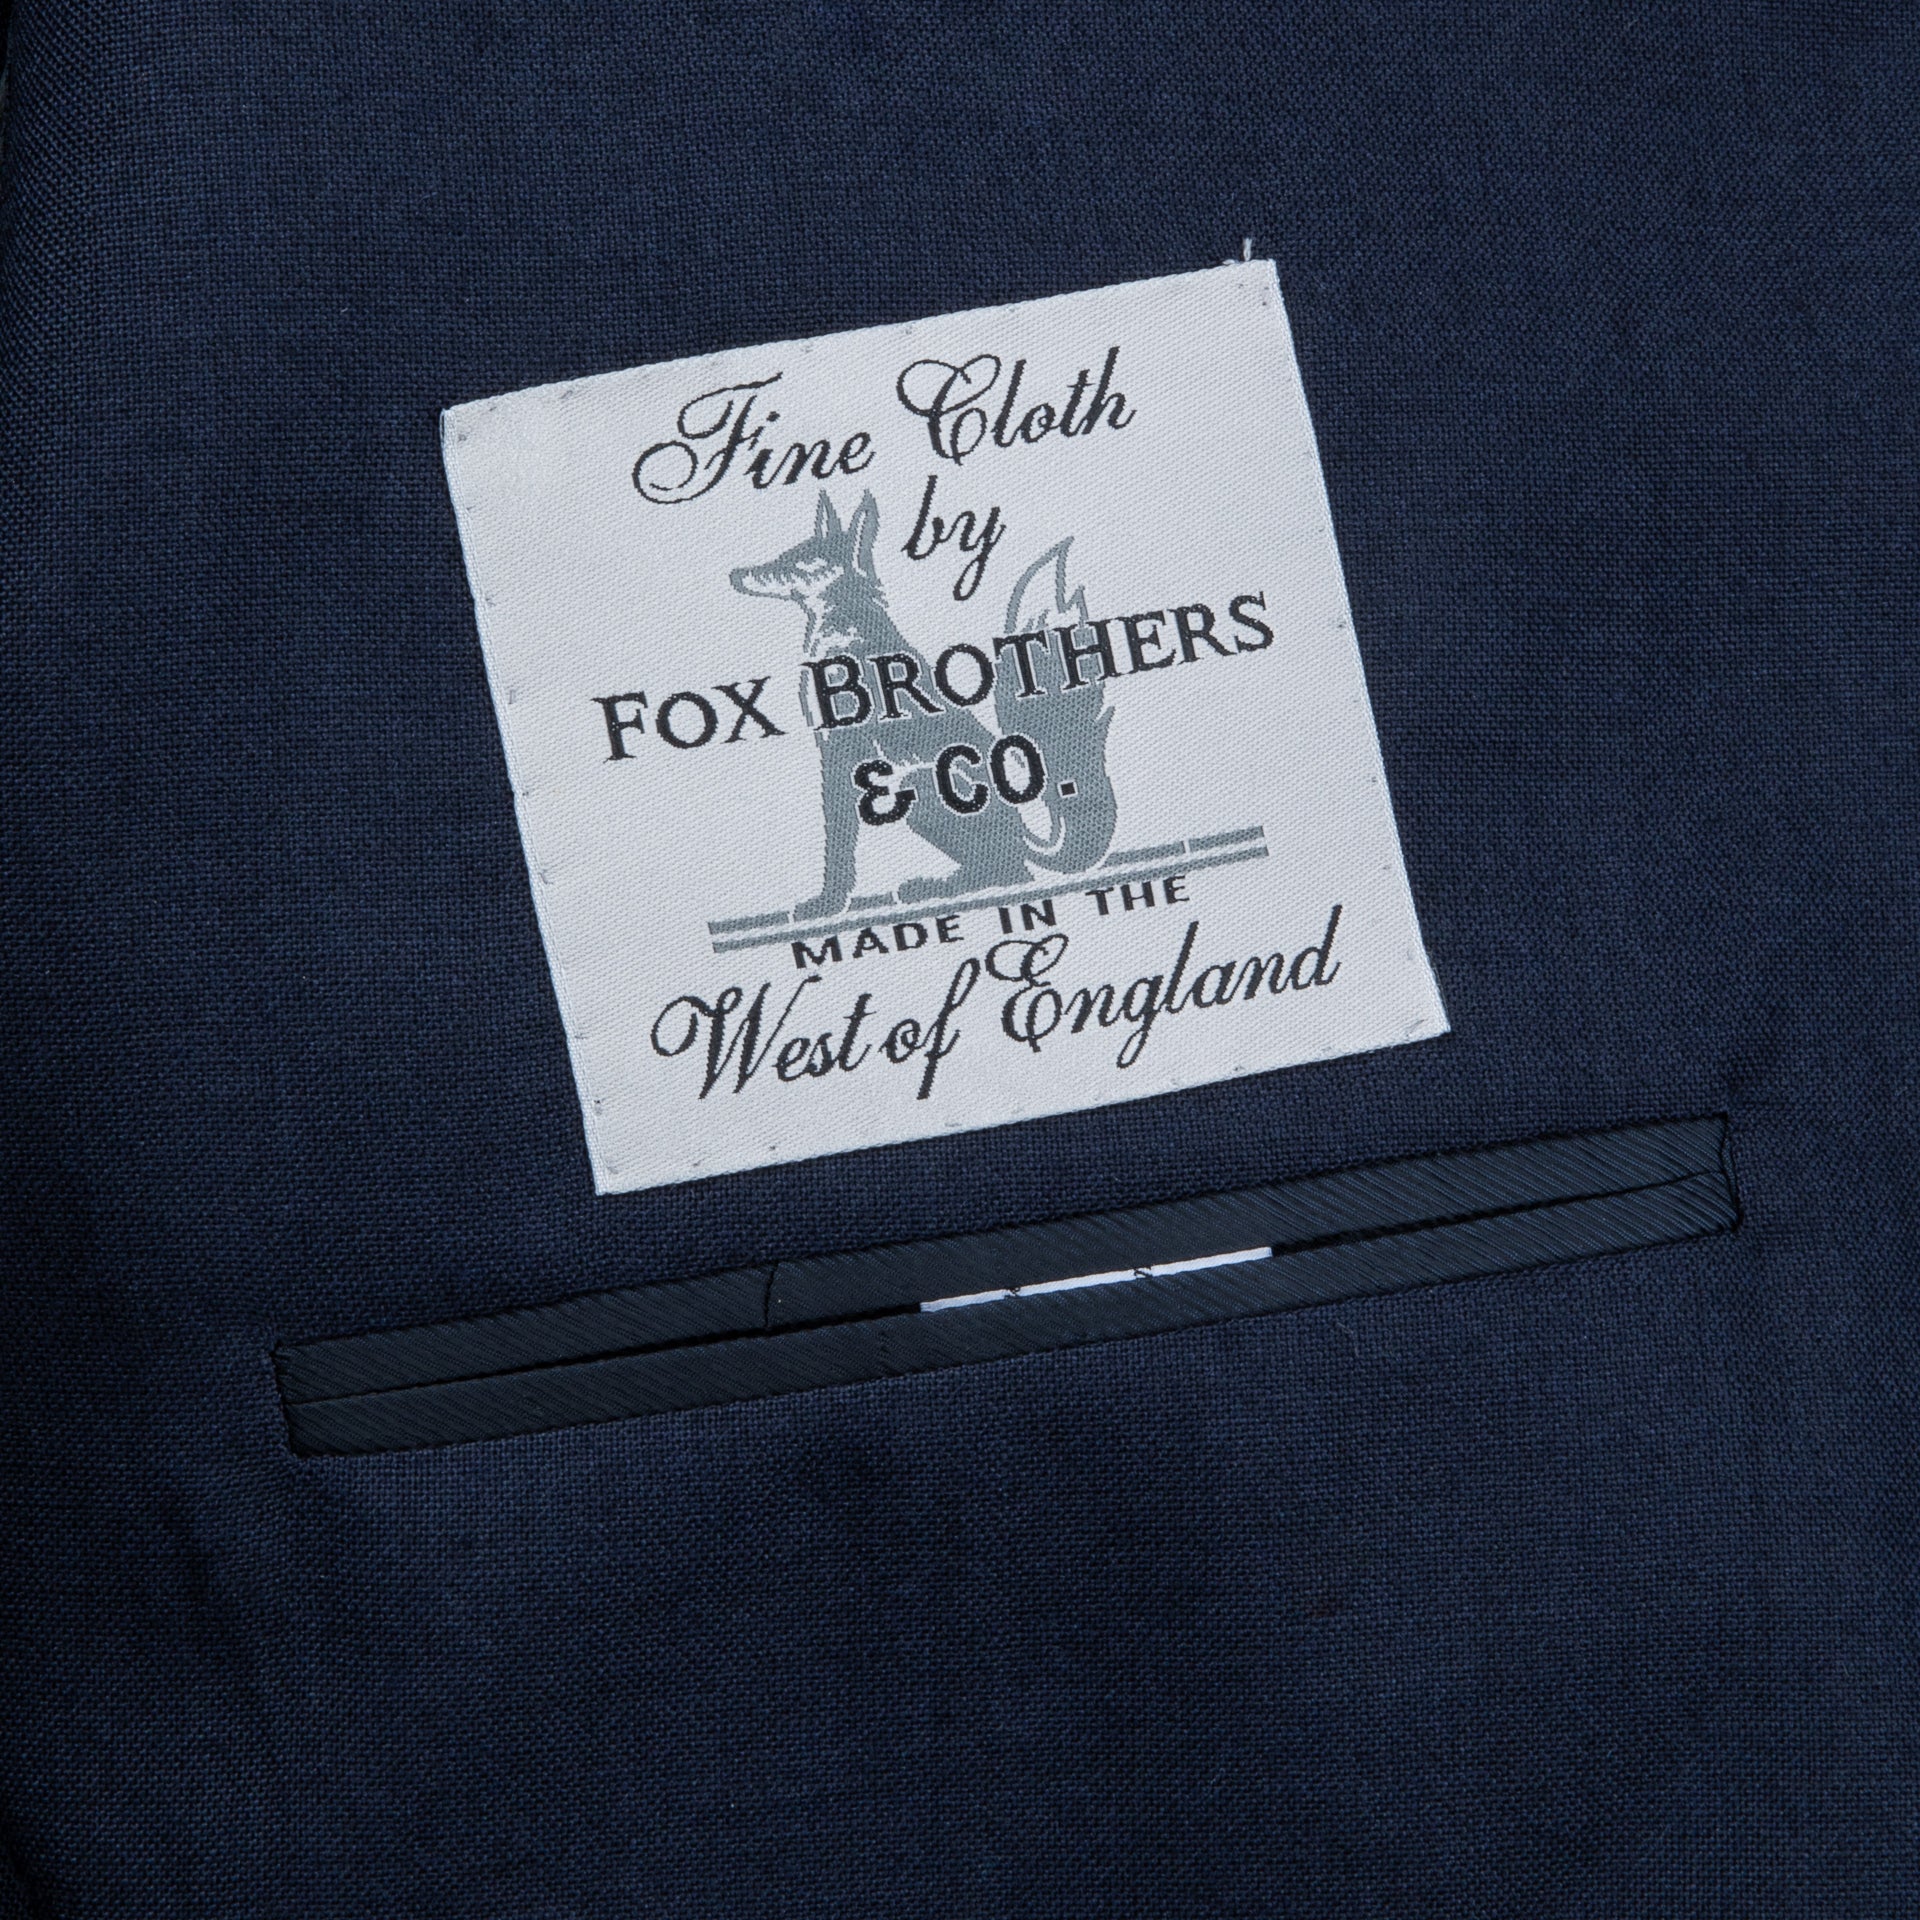 Fine Cloth
by
FOX BROTHERS
& CO.
MADE IN THE
West of England